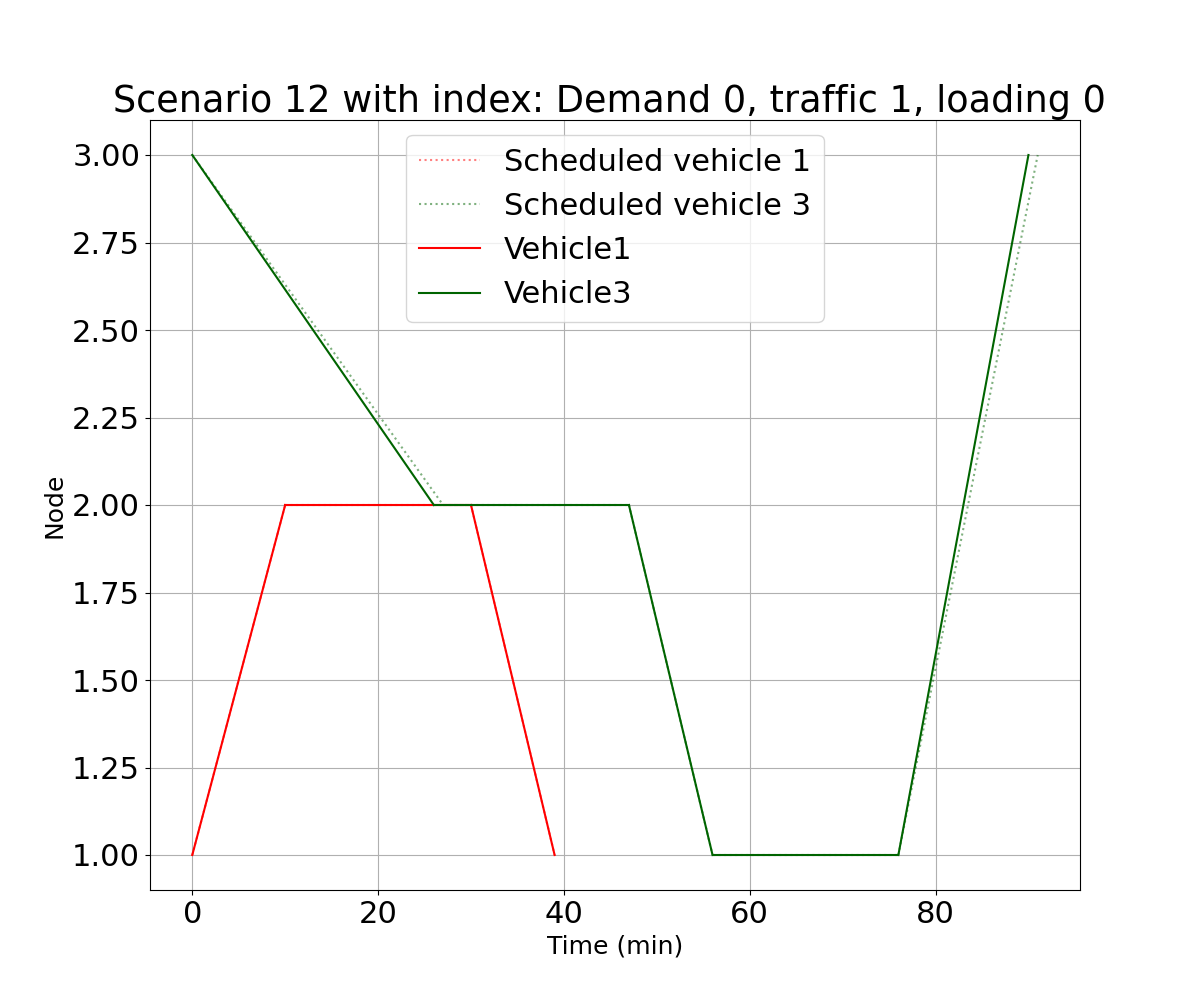 Scenario 12 with index: Demand 0, traffic 1, loading 0
Scheduled vehicle 1
Scheduled vehicle 3
Vehicle1
Vehicle3
3.00
2.75
2.50
2.25
2.00
1.75
1.50
1.25
1.00
Node
0 20 40 60 80
Time (min)